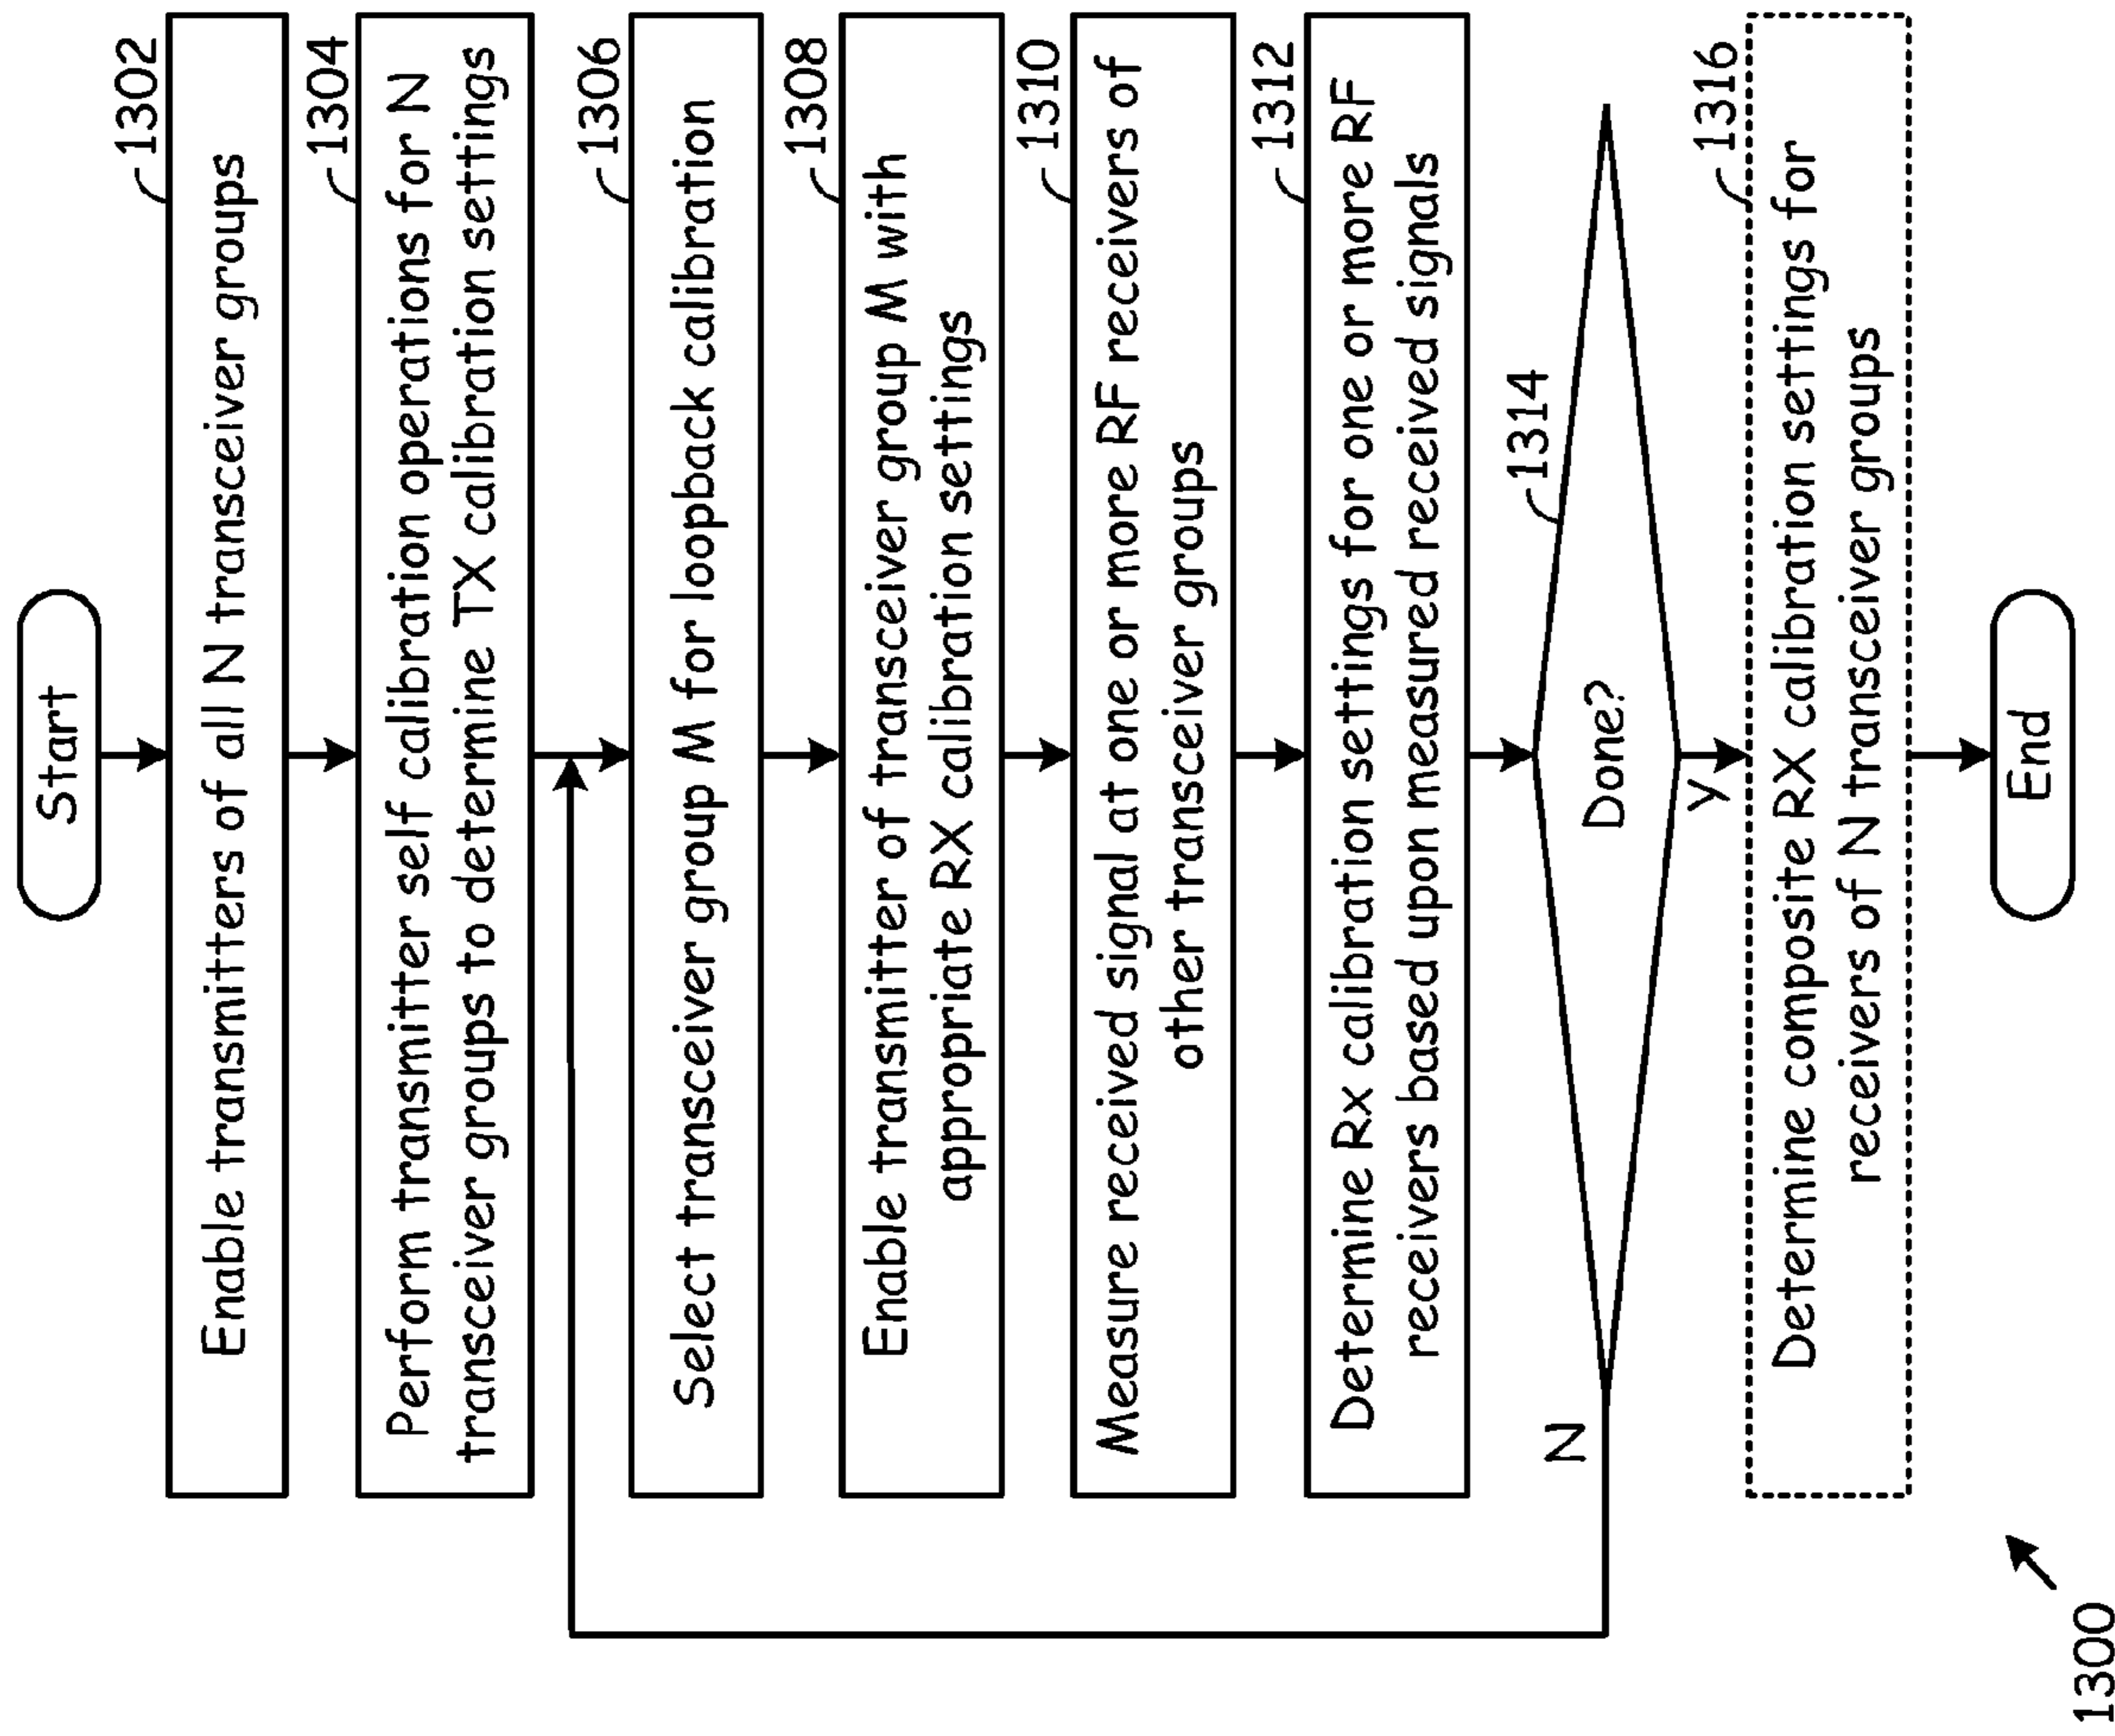 Start
1302
Enable transmitters of all N transceiver groups
1304
Perform transmitter self calibration operations for N
transceiver groups to determine TX calibration settings
1306
Select transceiver group M for loopback calibration
1308
Enable transmitter of transceiver group M with
appropriate RX calibration settings
1310
Measure received signal at one or more RF receivers of
other transceiver groups
1312
Determine Rx calibration settings for one or more RF
receivers based upon measured received signals
1314
Done?
N
Y
1316
Determine composite RX calibration settings for
receivers of N transceiver groups
End
1300